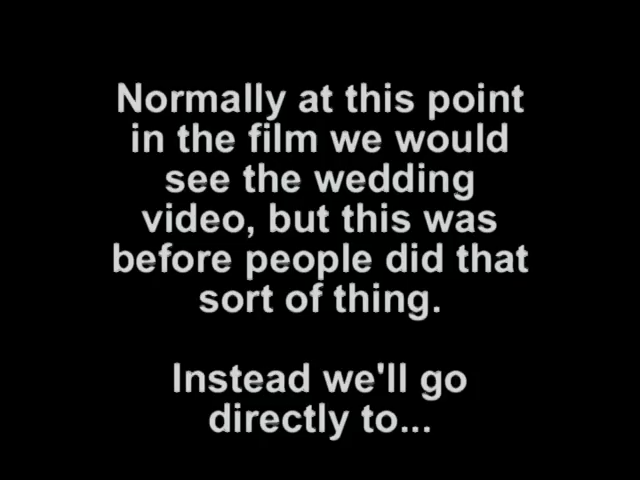 Normally at this point
in the film we would
see the wedding
video, but this was
before people did that
sort of thing.
Instead we'll go
directly to...